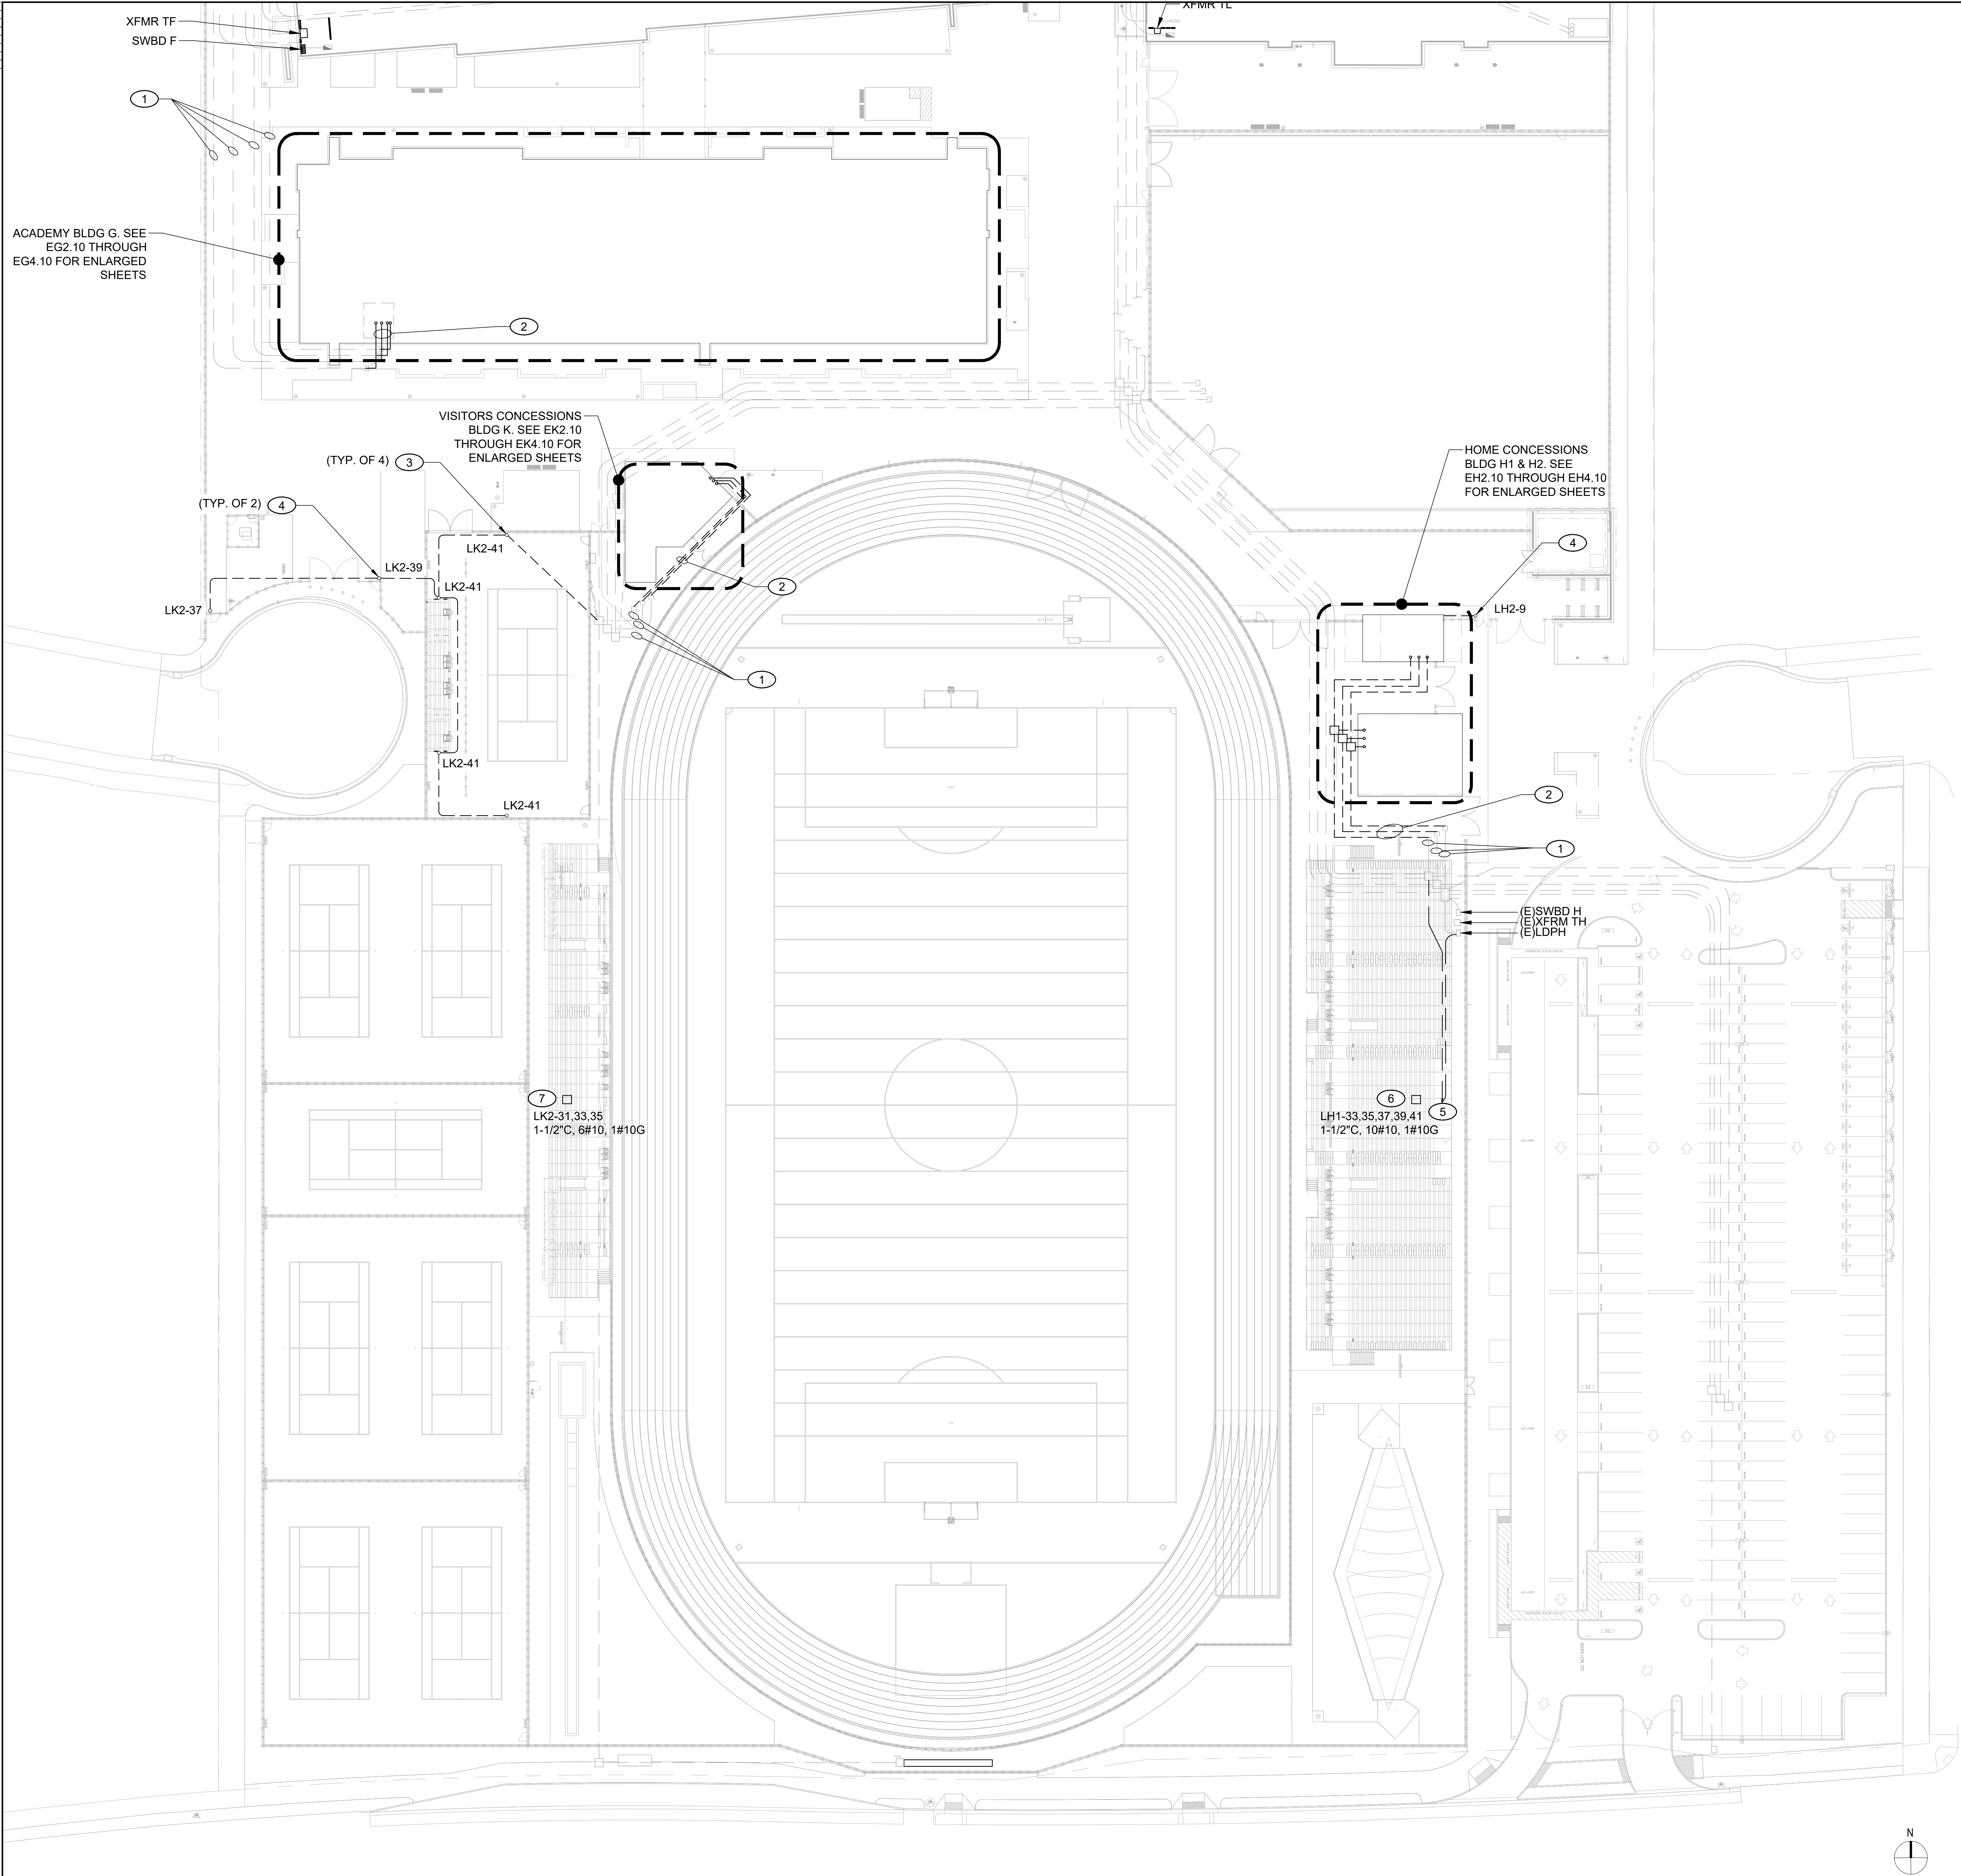 XFMR TF
SWBD F
XFMR TL
1
ACADEMY BLDG G. SEE
EG2.10 THROUGH
EG4.10 FOR ENLARGED
SHEETS
2
VISITORS CONCESSIONS
BLDG K. SEE EK2.10
THROUGH EK4.10 FOR
ENLARGED SHEETS
(TYP. OF 4) 3
(TYP. OF 2) 4
LK2-41
LK2-39
LK2-41
LK2-37
LK2-41
LK2-41
2
1
HOME CONCESSIONS
BLDG H1 & H2. SEE
EH2.10 THROUGH EH4.10
FOR ENLARGED SHEETS
4
LH2-9
2
1
(E)SWBD H
(E)XFRM TH
(E)LDPH
7
LK2-31,33,35
1-1/2"C, 6#10, 1#10G
6
5
LH1-33,35,37,39,41
1-1/2"C, 10#10, 1#10G
N